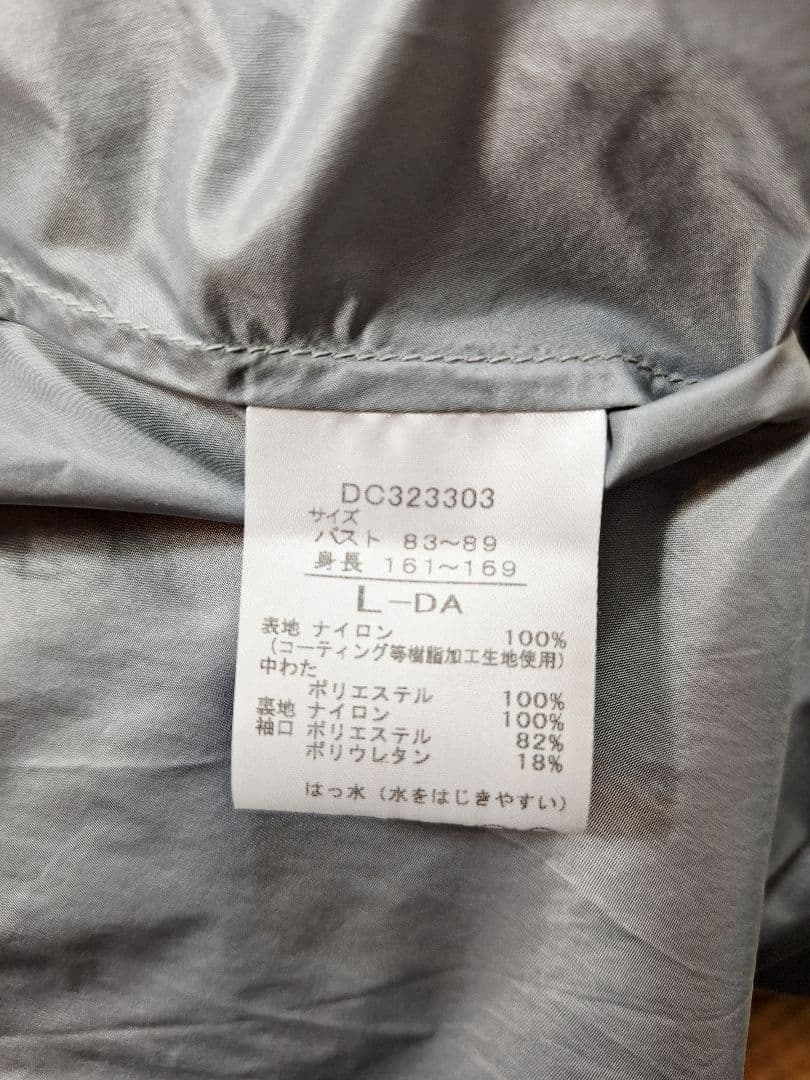 DC323303
サイズ
バスト 83~89
身長 161~169
L-DA
表地 ナイロン 100%
(コーティング等樹脂加工生地使用)
中わた
ポリエステル 100%
裏地 ナイロン 100%
袖口 ポリエステル 82%
ポリウレタン 18%
はっ水(水をはじきやすい)